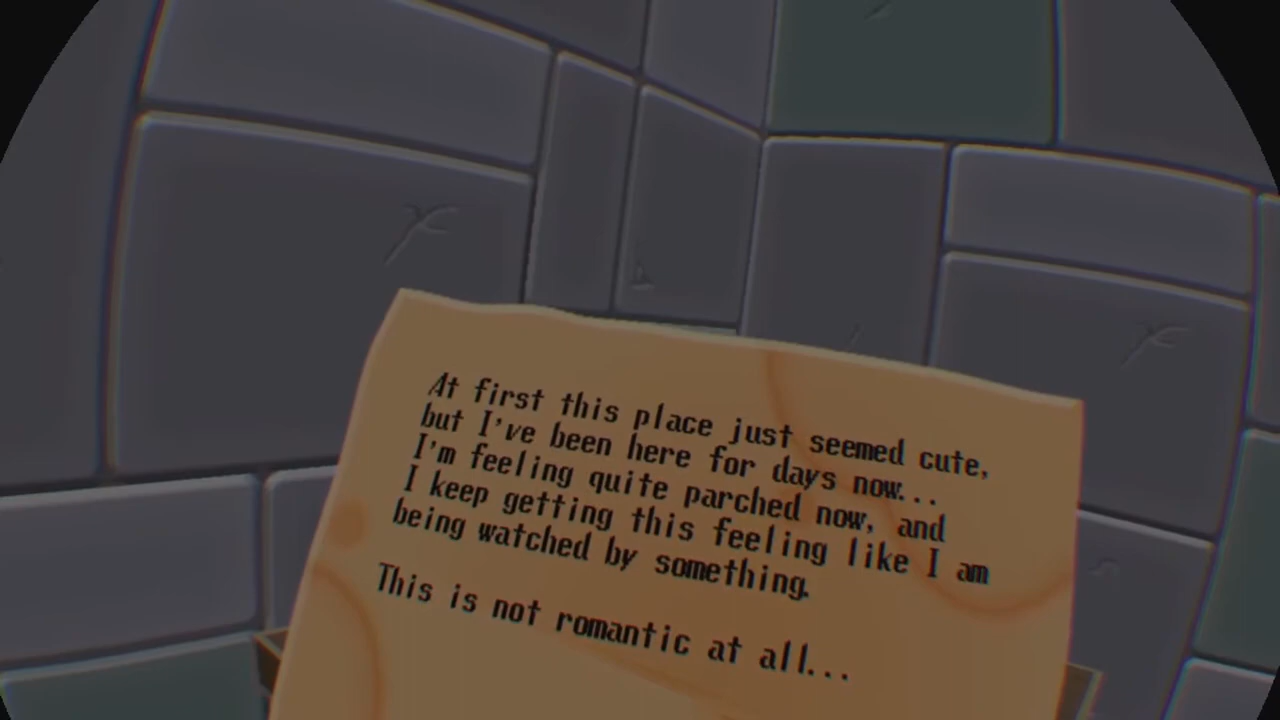 At first this place just seemed cute,
but I've been here for days now...
I'm feeling quite parched now, and
I keep getting this feeling like I am
being watched by something.
This is not romantic at all...